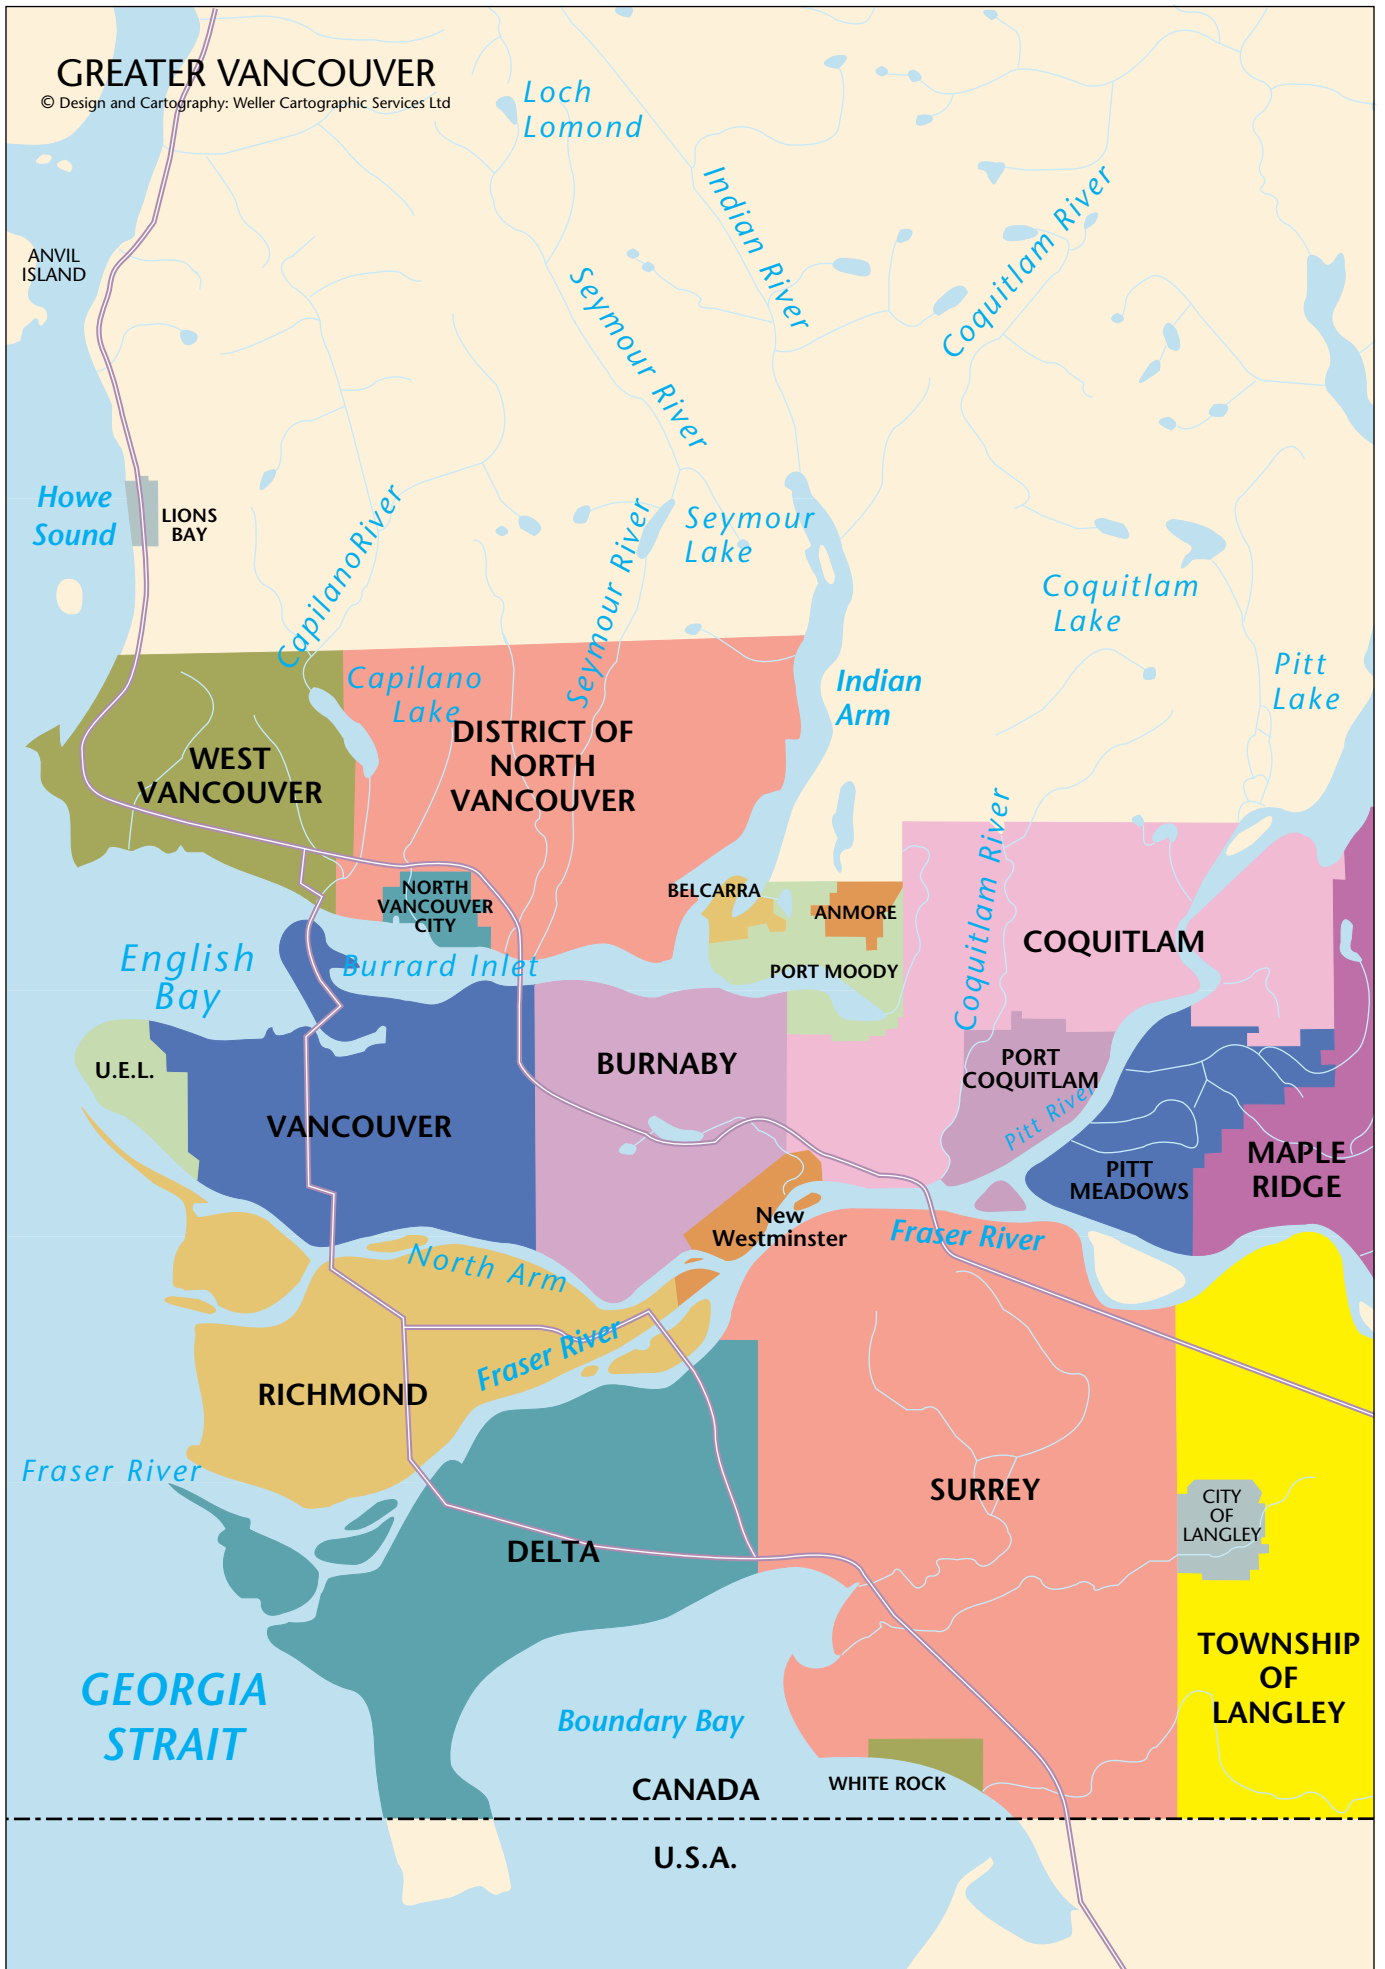 GREATER VANCOUVER
© Design and Cartography: Weller Cartographic Services Ltd
Loch
Lomond
Indian River
Coquitlam River
ANVIL
ISLAND
Seymour River
Howe
Sound
LIONS
BAY
CapilanoRiver
Seymour River
Seymour
Lake
Coquitlam
Lake
Pitt
Lake
Capilano
Lake
Indian
Arm
WEST
VANCOUVER
DISTRICT OF
NORTH
VANCOUVER
Coquitlam River
NORTH
VANCOUVER
CITY
BELCARRA
ANMORE
COQUITLAM
PORT MOODY
English
Bay
Burrard Inlet
U.E.L.
BURNABY
PORT
COQUITLAM
Pitt River
VANCOUVER
PITT
MEADOWS
MAPLE
RIDGE
New
Westminster
Fraser River
North Arm
Fraser River
RICHMOND
Fraser River
SURREY
CITY
OF
LANGLEY
DELTA
TOWNSHIP
OF
LANGLEY
GEORGIA
STRAIT
Boundary Bay
CANADA
WHITE ROCK
U.S.A.